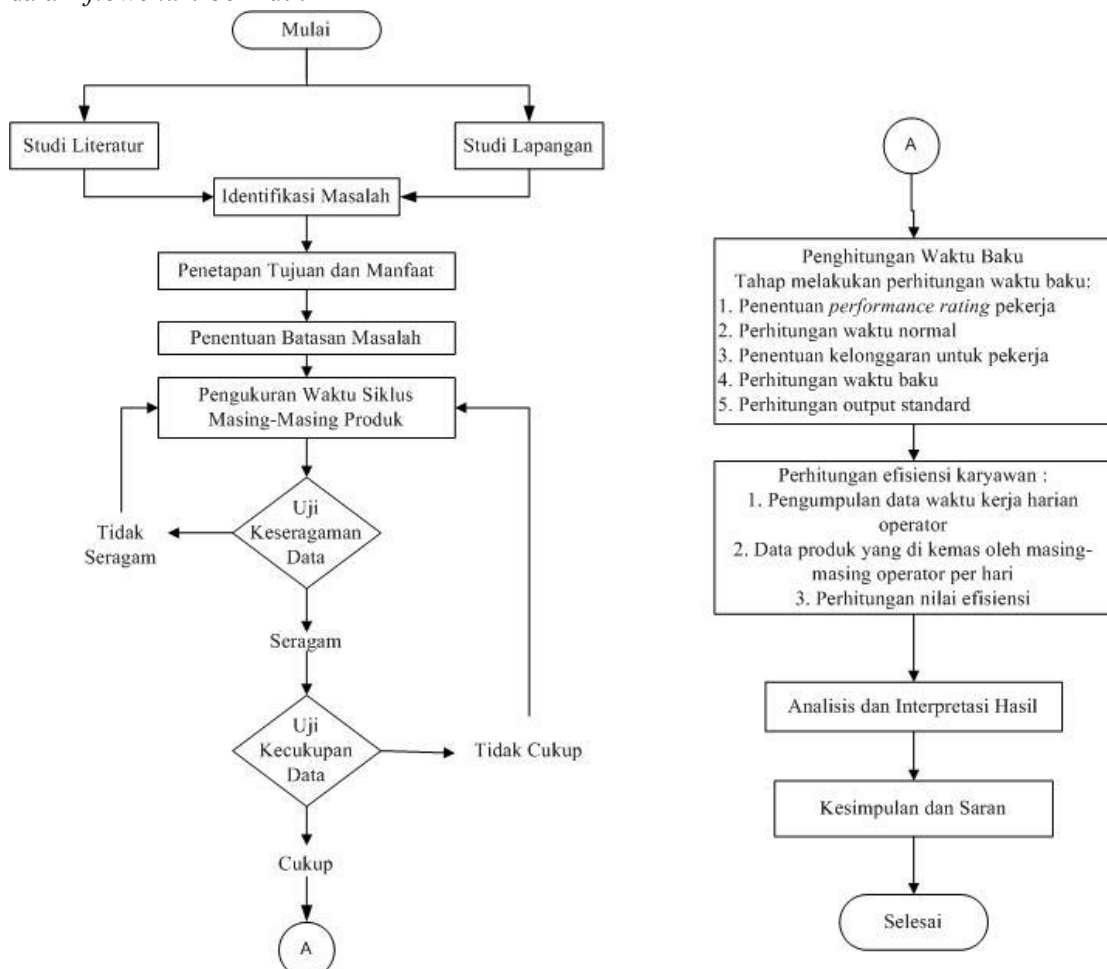 Mulai
Studi Literatur
Studi Lapangan
Identifikasi Masalah
Penetapan Tujuan dan Manfaat
Penentuan Batasan Masalah
Pengukuran Waktu Siklus
Masing-Masing Produk
Uji
Keseragaman
Data
Tidak
Seragam
Seragam
Uji
Kecukupan
Data
Tidak Cukup
Cukup
A
A
Penghitungan Waktu Baku
Tahap melakukan perhitungan waktu baku:
1. Penentuan performance rating pekerja
2. Perhitungan waktu normal
3. Penentuan kelonggaran untuk pekerja
4. Perhitungan waktu baku
5. Perhitungan output standard
Perhitungan efisiensi karyawan :
1. Pengumpulan data waktu kerja harian
operator
2. Data produk yang di kemas oleh masing-
masing operator per hari
3. Perhitungan nilai efisiensi
Analisis dan Interpretasi Hasil
Kesimpulan dan Saran
Selesai